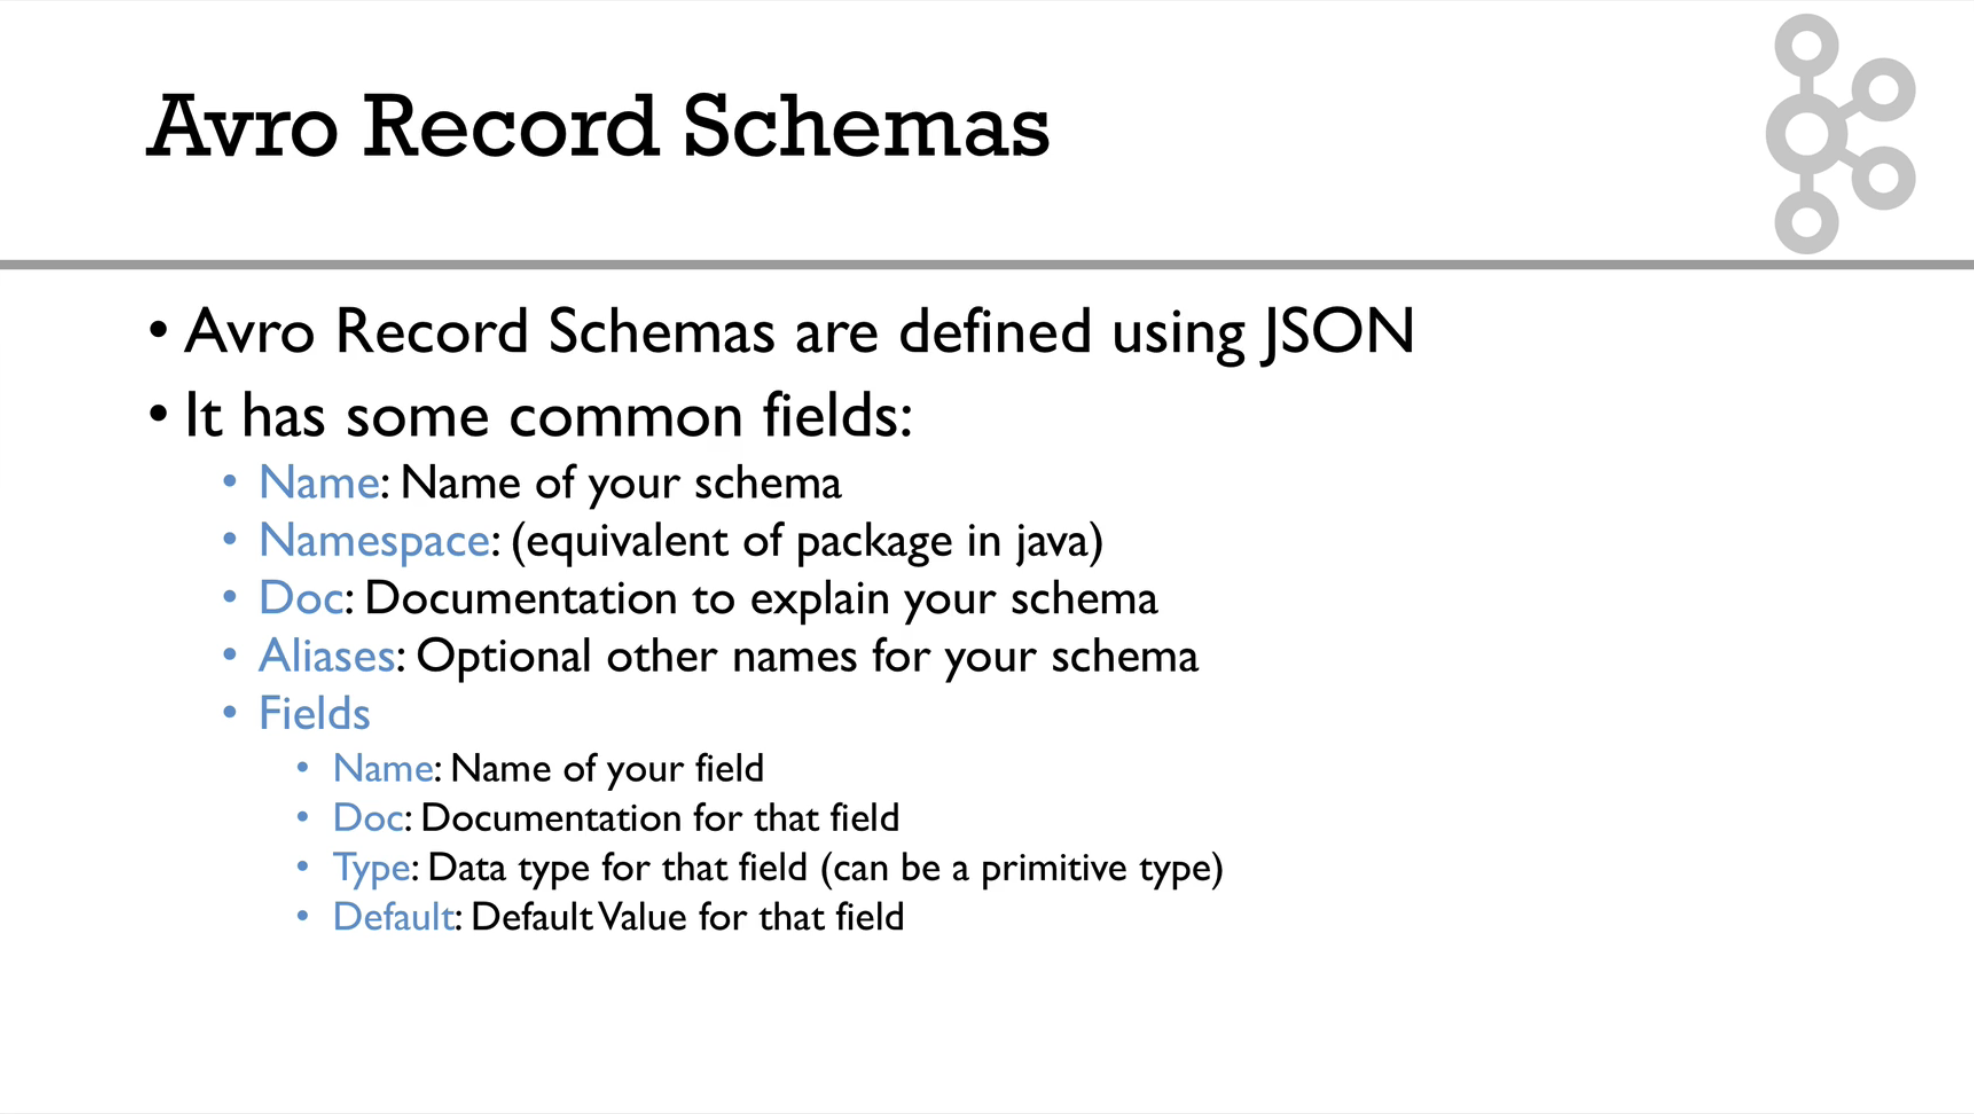 Avro Record Schemas
• Avro Record Schemas are defined using JSON
• It has some common fields:
• Name: Name of your schema
• Namespace: (equivalent of package in java)
• Doc: Documentation to explain your schema
• Aliases: Optional other names for your schema
• Fields
• Name: Name of your field
• Doc: Documentation for that field
• Type: Data type for that field (can be a primitive type)
• Default: Default Value for that field